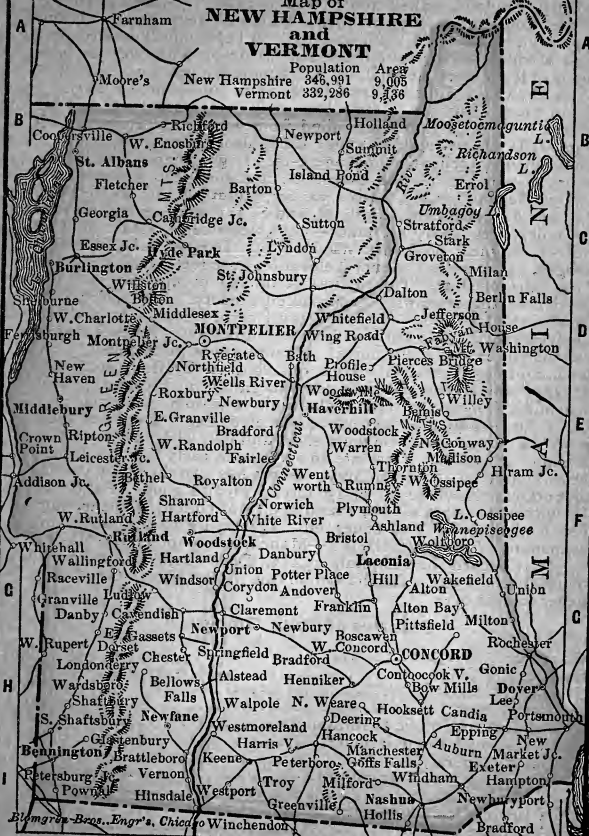 Map of
NEW HAMPSHIRE
and
VERMONT
Population Area
New Hampshire 346,991 9,005
Vermont 332,286 9,136
A
Farnham
A
Moore's
B
Richford
Holland
Moosetocmaguntic
L.
B
W. Enosburg
Newport
St. Albans
Summit
Richardson
L.
Fletcher
MTS.
Island Pond
Barton
Riv
Errol
Georgia
Cambridge Jc.
Umbagog L.
Sutton
Stratford
C
Essex Jc.
Hyde Park
Lyndon
Stark
Groveton
Burlington
Milan
Williston
St. Johnsbury
Dalton
Berlin Falls
Shelburne
Bolton
W. Charlotte
Middlesex
Whitefield
Jefferson
D
Ferrisburgh
Montpelier Jc.
MONTPELIER
Wing Road
Fabyan House
D
Mt.
Washington
New
Haven
Ryegate
Bath
Profile
House
Pierces Bridge
Northfield
Wells River
Willey
Roxbury
Newbury
Woodsville
Haverhill
Bemis
Middlebury
GREEN
E. Granville
Woodstock
E
Crown
Point
Ripton
Bradford
Warren
N. Conway
E
W. Randolph
Madison
Leicester Jc.
Fairlee
Connecticut
Thornton
Hiram Jc.
Addison Jc.
Bethel
Royalton
Wentworth
Rumney
W. Ossipee
Sharon
Norwich
Plymouth
L. Ossipee
W. Rutland
Hartford
White River
Ashland
Winnepiseogee
F
Rutland
Woodstock
Bristol
Wolfboro
F
Whitehall
Danbury
Laconia
Wallingford
Hartland
Union
Potter Place
Hill
Wakefield
Raceville
Windsor
Corydon
Andover
Alton
Union
G
Granville
Ludlow
Franklin
Alton Bay
Danby
Cavendish
Claremont
Pittsfield
Milton
G
E.
Dorset
Gassets
Newport
Newbury
Boscawen
Rochester
W. Rupert
Chester
Springfield
W.
Concord
CONCORD
Londonderry
Bradford
Gonic
H
Wardsboro
Bellows
Falls
Alstead
Henniker
Contoocook V.
Bow Mills
Dover
H
Shaftsbury
Walpole
N. Weare
Hooksett
Candia
Lee
Portsmouth
S. Shaftsbury
Newfane
Deering
Glastenbury
Westmoreland
Hancock
Epping
New
Market Jc.
Bennington
Harris V.
Manchester
Auburn
Brattleboro
Keene
Peterboro
Goffs Falls
Exeter
I
Petersburg Jc.
Vernon
Troy
Milford
Windham
Hampton
I
Pownal
Hinsdale
Westport
Greenville
Nashua
Newburyport
Hollis
Blomgren Bros., Engr's, Chicago
Winchendon
Bradford
MAINE